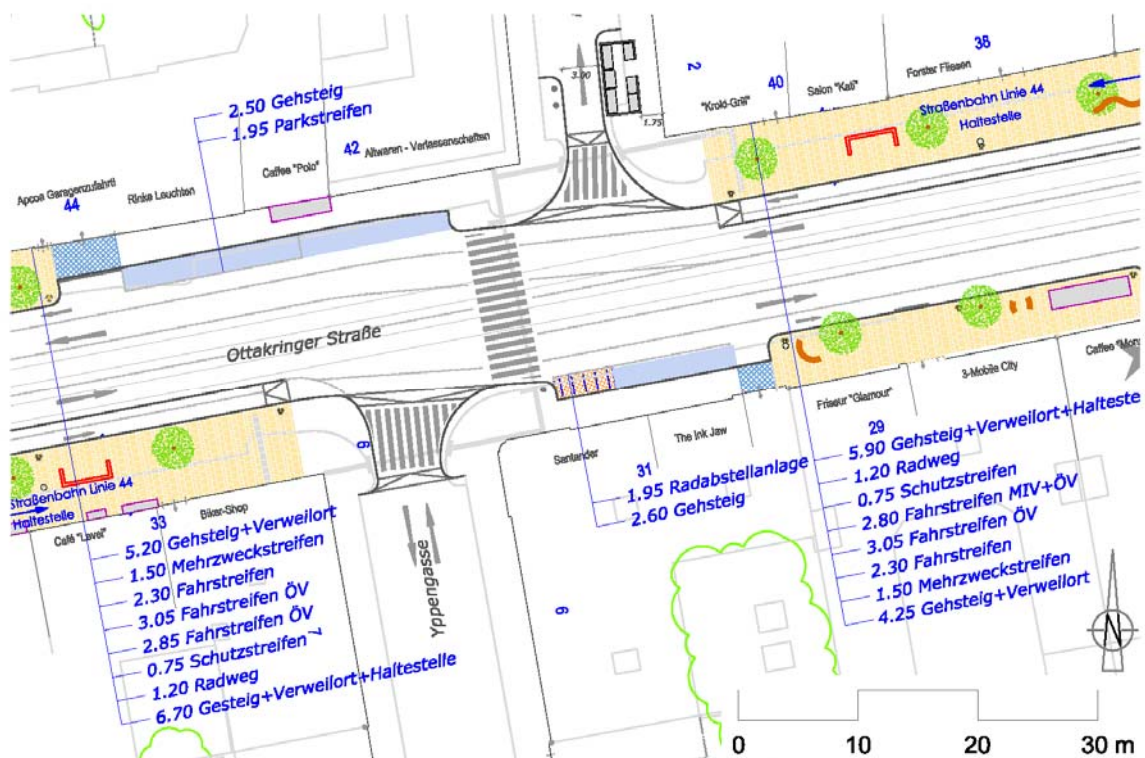 38
2
40
Forster Fliesen
Salon "Kati"
"Kroki-Grill"
3.00
1.75
Straßenbahn Linie 44
Haltestelle
2.50 Gehsteig
1.95 Parkstreifen
42
Altwaren - Verlassenschaften
Caffee "Polo"
Rinke Leuchten
Apcoa Garagenzufahrt
44
Ottakringer Straße
Caffee
3-Mobile City
Friseur "Glamour"
29
5.90 Gehsteig+Verweilort+Halteste
1.20 Radweg
0.75 Schutzstreifen
2.80 Fahrstreifen MIV+ÖV
3.05 Fahrstreifen ÖV
2.30 Fahrstreifen
1.50 Mehrzweckstreifen
4.25 Gehsteig+Verweilort
The Ink Jaw
Santander
31
1.95 Radabstellanlage
2.60 Gehsteig
6
6
Yppengasse
Straßenbahn Linie 44
Haltestelle
Café "Level"
33
Biker-Shop
5.20 Gehsteig+Verweilort
1.50 Mehrzweckstreifen
2.30 Fahrstreifen
3.05 Fahrstreifen ÖV
2.85 Fahrstreifen ÖV
0.75 Schutzstreifen
1.20 Radweg
6.70 Gesteig+Verweilort+Haltestelle
N
0 10 20 30 m